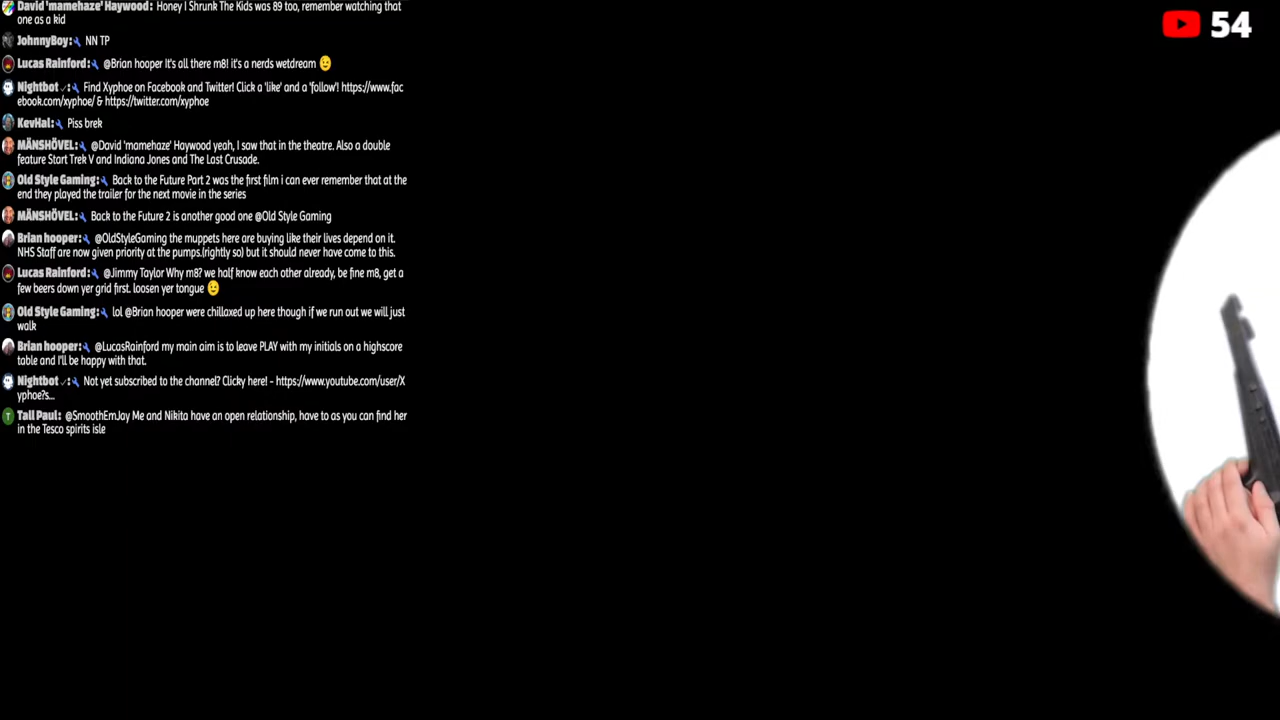 David 'mamehaze' Haywood: Honey I Shrunk The Kids was 89 too, remember watching that
one as a kid
JohnnyBoy: NN TP
Lucas Rainford: @Brian hooper It's all there m8! it's a nerds wetdream 😉
Nightbot ✓: Find Xyphoe on Facebook and Twitter! Click a 'like' and a 'follow'! https://www.fac
ebook.com/xyphoe/ & https://twitter.com/xyphoe
KevHal: Piss brek
MÄNSHÖVEL: @David 'mamehaze' Haywood yeah, I saw that in the theatre. Also a double
feature Start Trek V and Indiana Jones and The Last Crusade.
Old Style Gaming: Back to the Future Part 2 was the first film i can ever remember that at the
end they played the trailer for the next movie in the series
MÄNSHÖVEL: Back to the Future 2 is another good one @Old Style Gaming
Brian hooper: @OldStyleGaming the muppets here are buying like their lives depend on it.
NHS Staff are now given priority at the pumps.(rightly so) but it should never have come to this.
Lucas Rainford: @Jimmy Taylor Why m8? we half know each other already, be fine m8, get a
few beers down yer grid first. loosen yer tongue 😉
Old Style Gaming: lol @Brian hooper were chillaxed up here though if we run out we will just
walk
Brian hooper: @LucasRainford my main aim is to leave PLAY with my initials on a highscore
table and I'll be happy with that.
Nightbot ✓: Not yet subscribed to the channel? Clicky here! - https://www.youtube.com/user/X
yphoe?s...
T
Tall Paul: @SmoothEmJay Me and Nikita have an open relationship, have to as you can find her
in the Tesco spirits isle
54